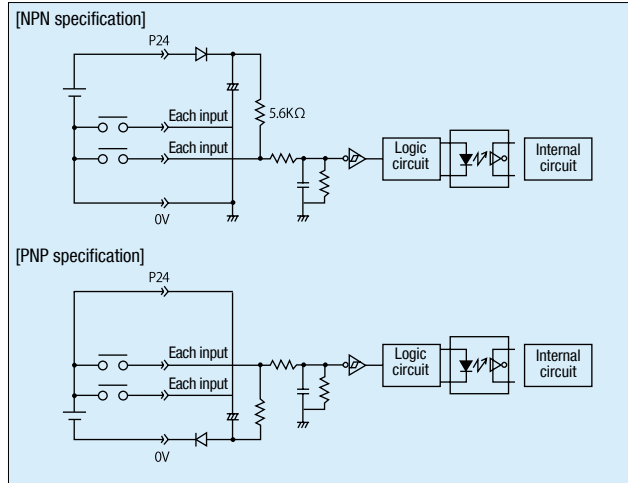 [NPN specification]
P24
5.6KΩ
Each input
Each input
Logic circuit
Internal circuit
0V
[PNP specification]
P24
Each input
Each input
Logic circuit
Internal circuit
0V